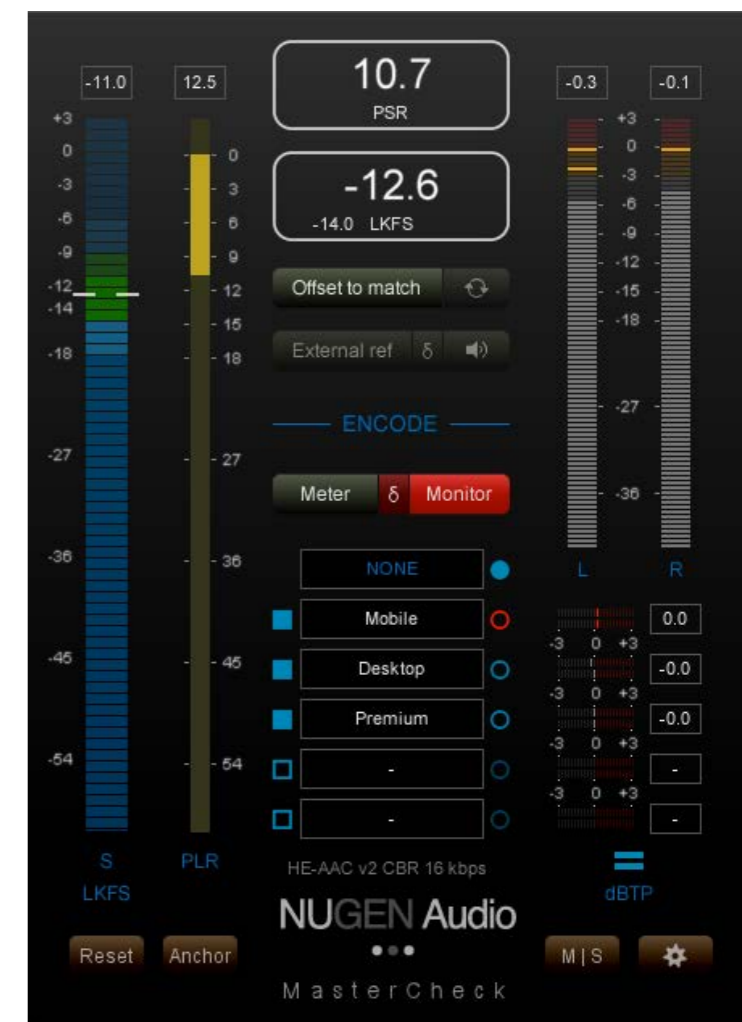 -11.0 12.5
+3
0
-3
-6
-9
-12
-14
-18
-27
-36
-45
-54
S
LKFS
0
3
6
9
12
15
18
27
36
45
54
PLR
Reset
Anchor
10.7
PSR
-12.6
-14.0 LKFS
Offset to match
External ref δ
ENCODE
Meter δ Monitor
NONE
Mobile
Desktop
Premium
-
-
HE-AAC v2 CBR 16 kbps
NUGEN Audio
MasterCheck
-0.3 -0.1
+3
0
-3
-6
-9
-12
-15
-18
-27
-36
L R
0.0
-3 0 +3
-0.0
-3 0 +3
-0.0
-3 0 +3
-
-3 0 +3
-
dBTP
M|S